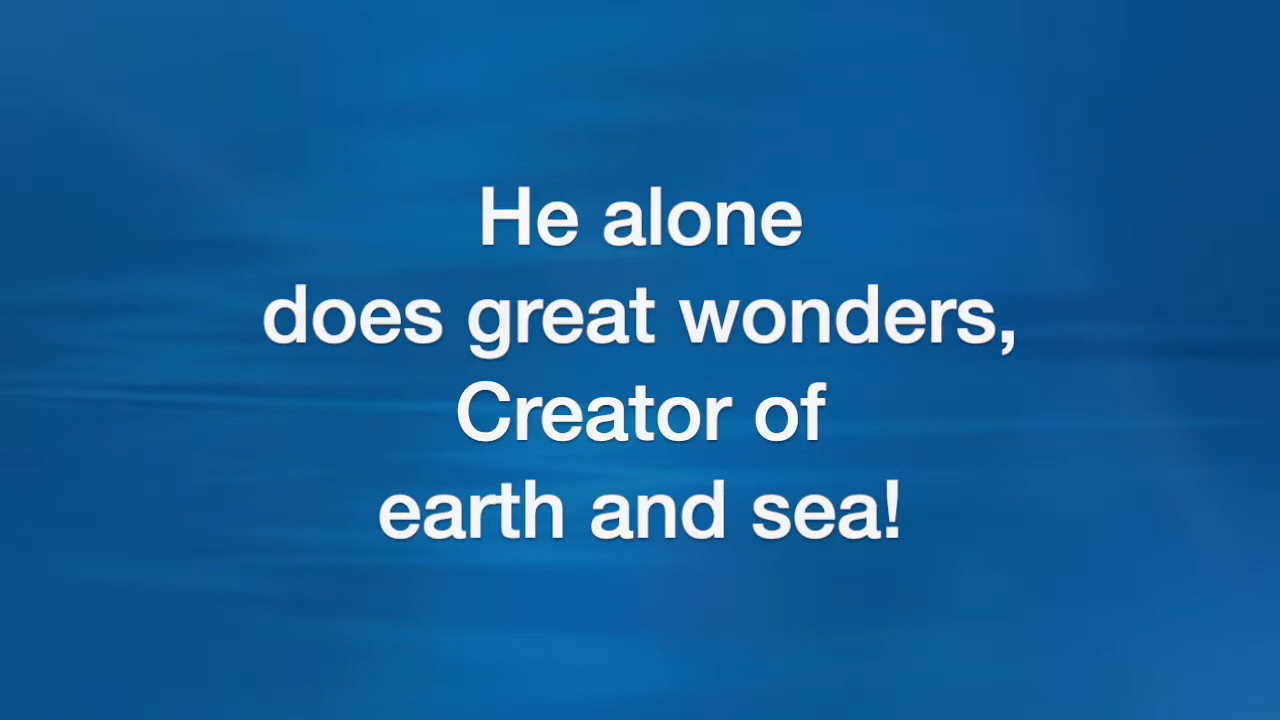 He alone
does great wonders,
Creator of
earth and sea!